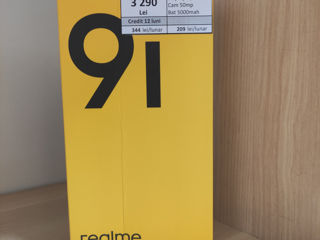 3 290
Lei
Credit 12 luni
344 lei/lunar
Cam 50mp
Bat 5000mah
209 lei/lunar
9i
realme